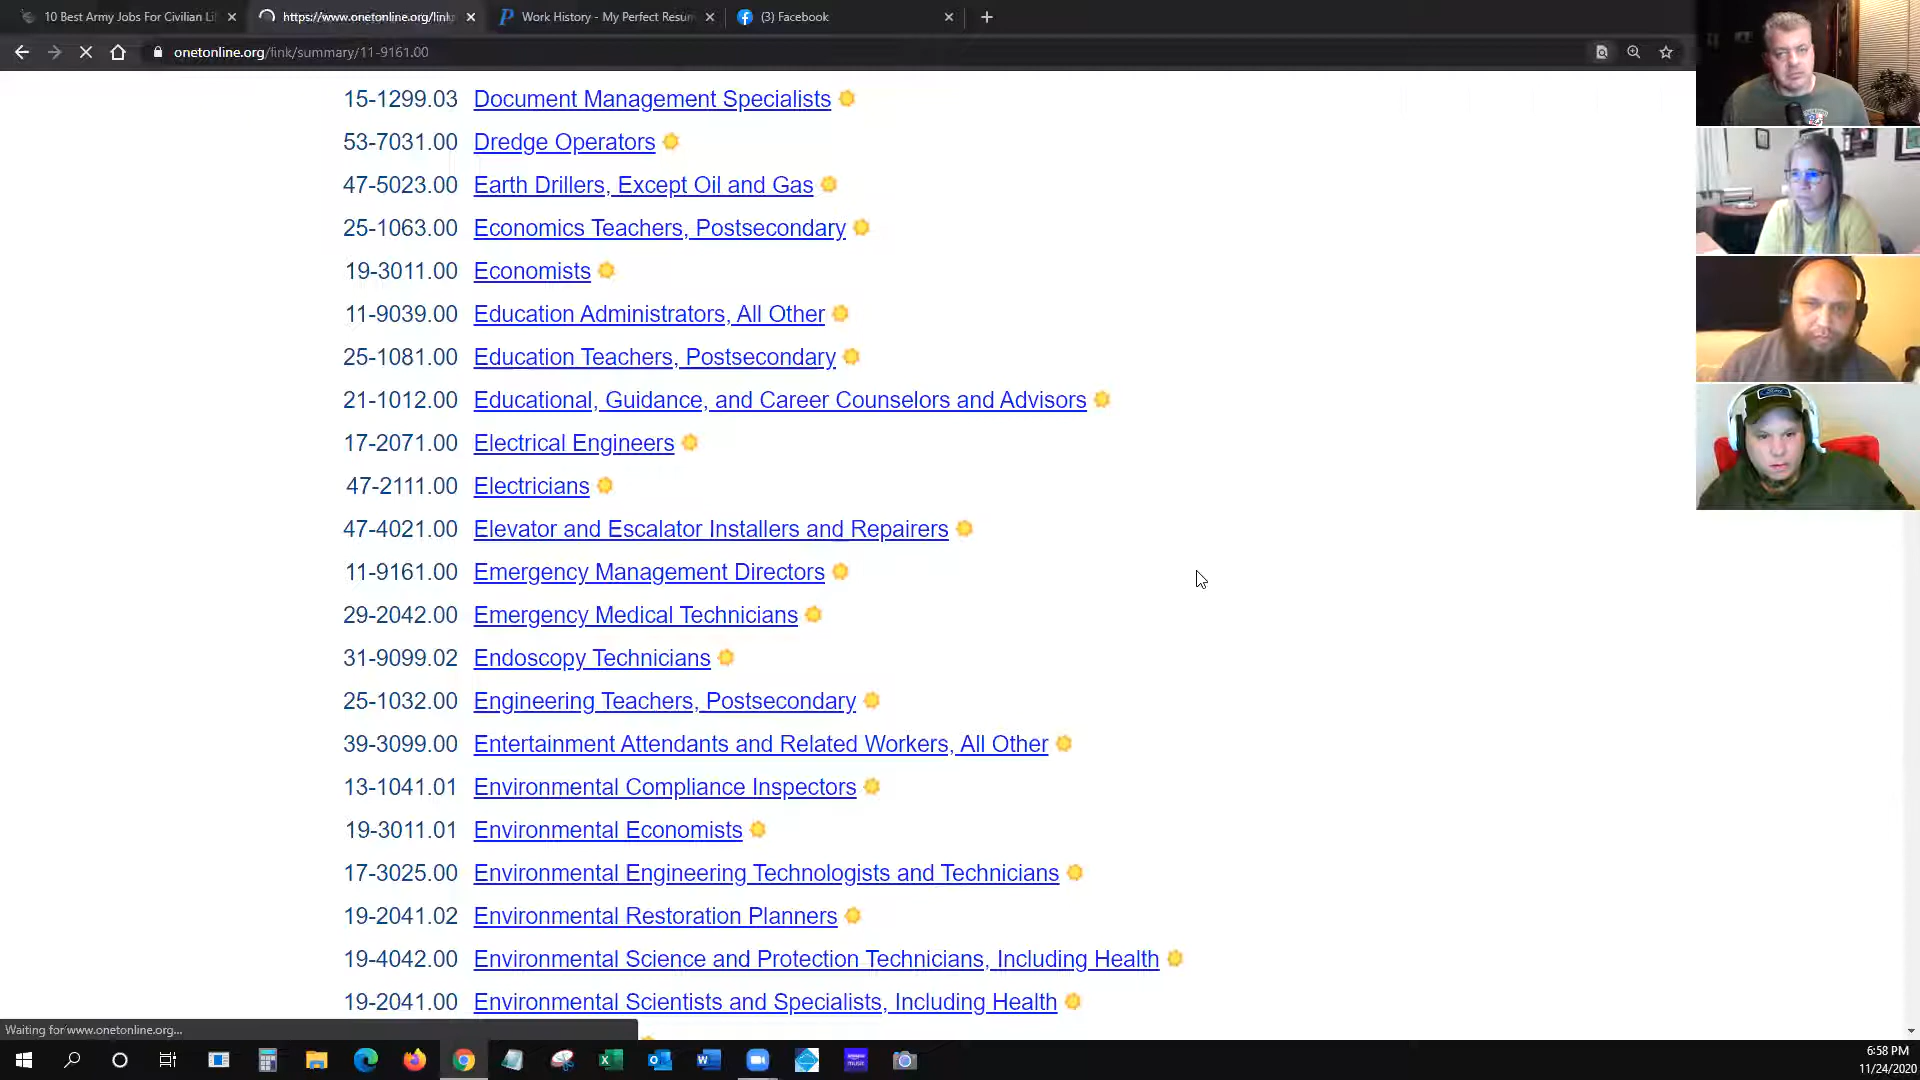 10 Best Army Jobs For Civilian Li
https://www.onetonline.org/link
Work History - My Perfect Resum
(3) Facebook
onetonline.org/link/summary/11-9161.00
15-1299.03 Document Management Specialists
53-7031.00 Dredge Operators
47-5023.00 Earth Drillers, Except Oil and Gas
25-1063.00 Economics Teachers, Postsecondary
19-3011.00 Economists
11-9039.00 Education Administrators, All Other
25-1081.00 Education Teachers, Postsecondary
21-1012.00 Educational, Guidance, and Career Counselors and Advisors
17-2071.00 Electrical Engineers
47-2111.00 Electricians
47-4021.00 Elevator and Escalator Installers and Repairers
11-9161.00 Emergency Management Directors
29-2042.00 Emergency Medical Technicians
31-9099.02 Endoscopy Technicians
25-1032.00 Engineering Teachers, Postsecondary
39-3099.00 Entertainment Attendants and Related Workers, All Other
13-1041.01 Environmental Compliance Inspectors
19-3011.01 Environmental Economists
17-3025.00 Environmental Engineering Technologists and Technicians
19-2041.02 Environmental Restoration Planners
19-4042.00 Environmental Science and Protection Technicians, Including Health
19-2041.00 Environmental Scientists and Specialists, Including Health
Waiting for www.onetonline.org...
6:58 PM
11/24/2020